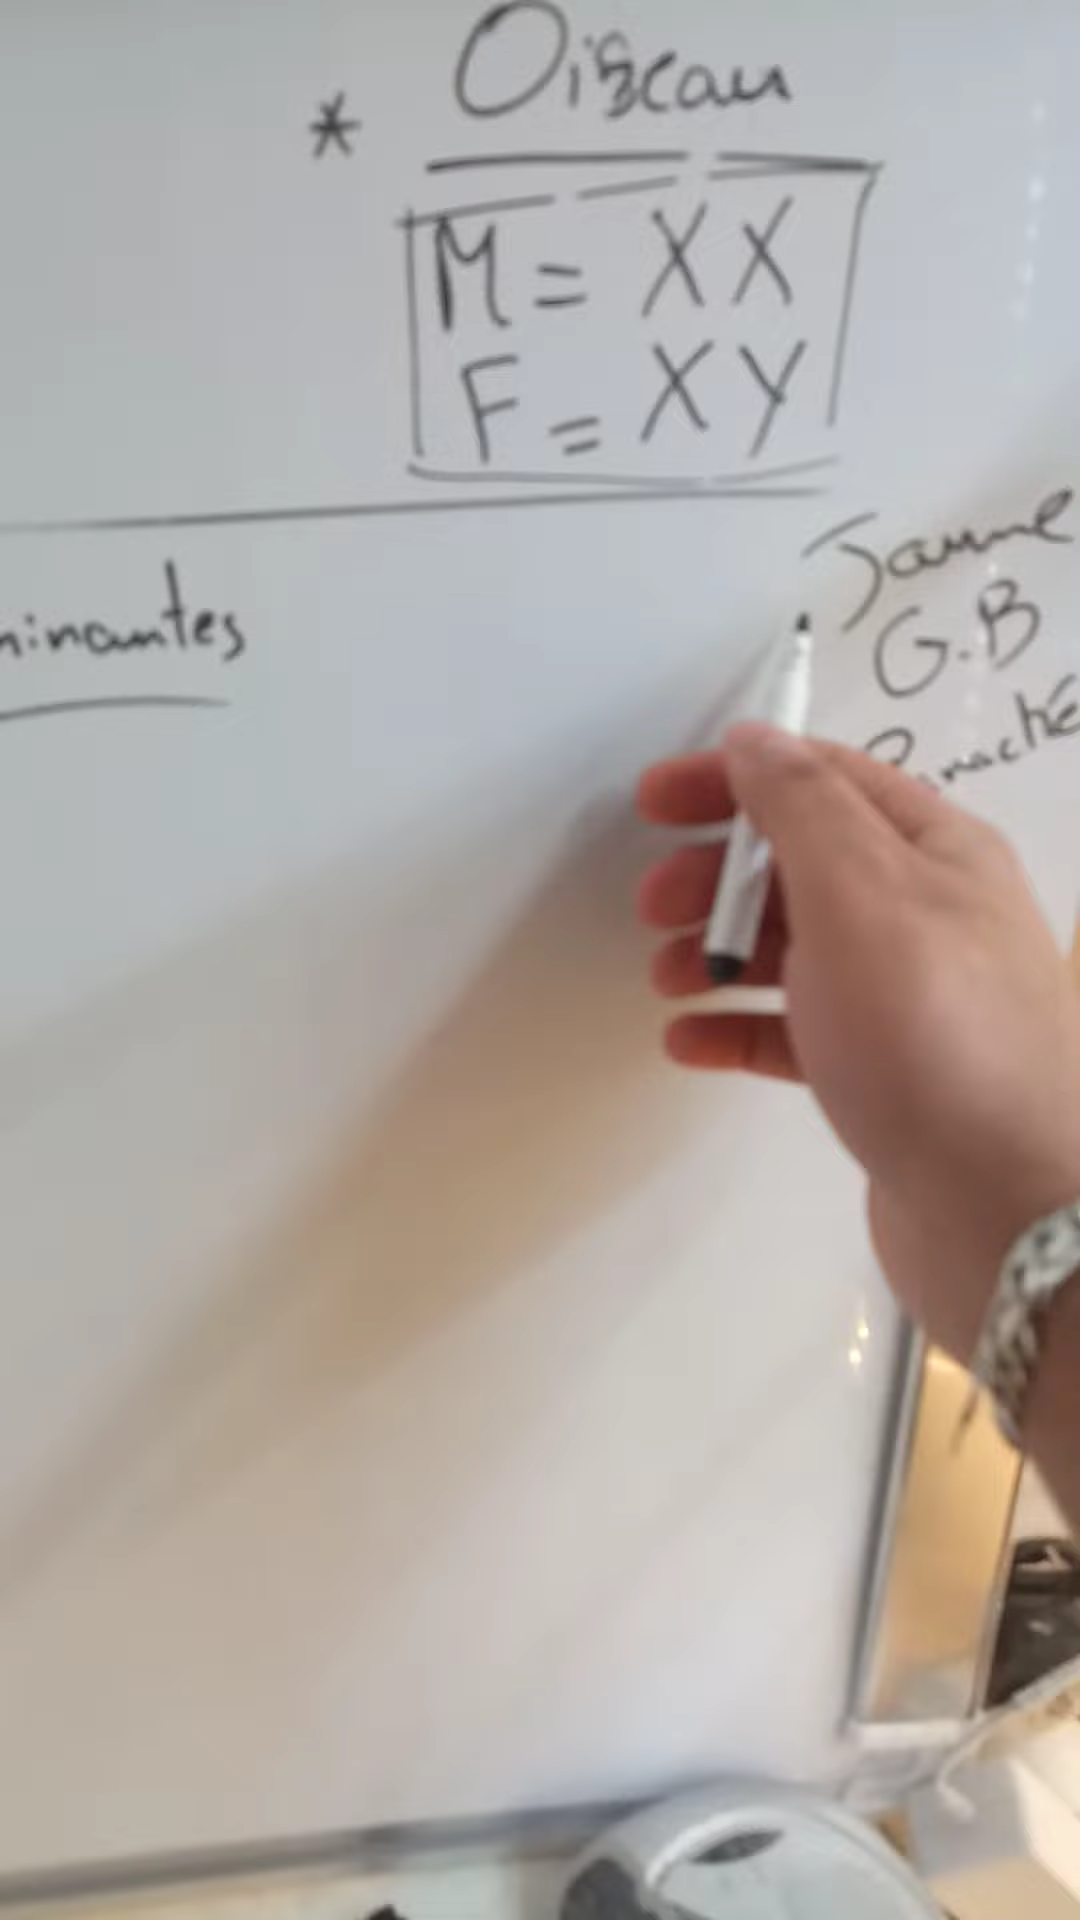 * Oiseau
M = XX
F = XY
minantes
Jaune
G.B